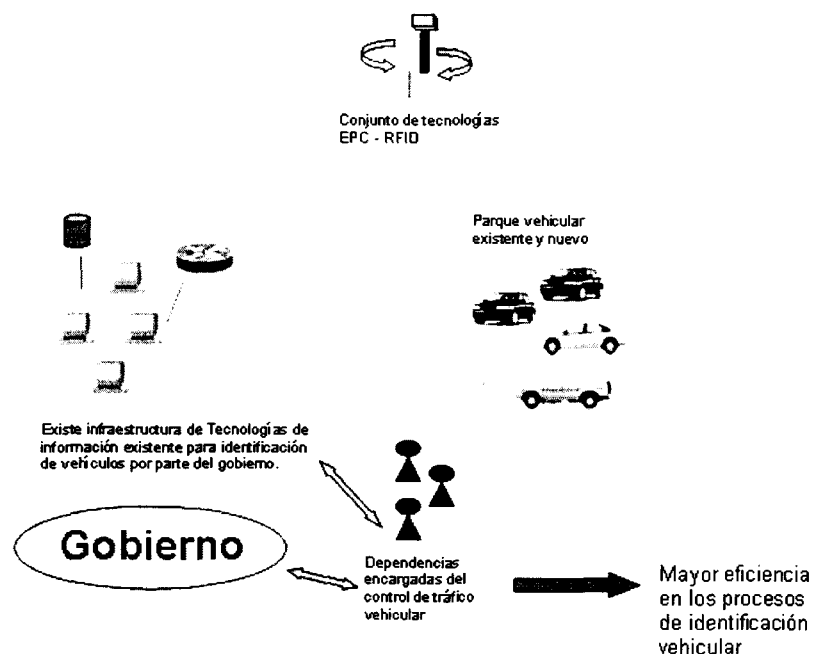 Conjunto de tecnologías
EPC - RFID
Parque vehicular
existente y nuevo
Existe infraestructura de Tecnologías de
información existente para identificación
de vehículos por parte del gobierno.
Gobierno
Dependencias
encargadas del
control de tráfico
vehicular
Mayor eficiencia
en los procesos
de identificación
vehicular